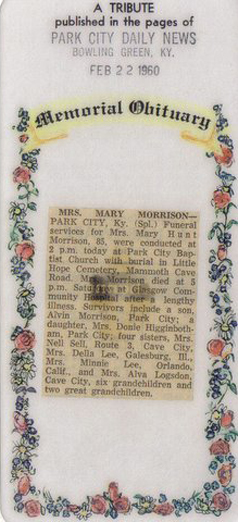 A TRIBUTE
published in the pages of
PARK CITY DAILY NEWS
BOWLING GREEN, KY.
FEB 22 1960
Memorial Obituary
MRS. MARY MORRISON—
PARK CITY, Ky. (Spl.) Funeral
services for Mrs. Mary Hunt
Morrison, 85, were conducted at
2 p.m. today at Park City Bap-
tist Church with burial in Little
Hope Cemetery, Mammoth Cave
Road. Mrs. Morrison died at 5
p.m. Saturday at Glasgow Com-
munity Hospital after a lengthy
illness. Survivors include a son,
Alvin Morrison, Park City; a
daughter, Mrs. Donie Higginboth-
am, Park City; four sisters, Mrs.
Nell Sell, Route 3, Cave City,
Mrs. Della Lee, Galesburg, Ill.,
Mrs. Minnie Lee, Orlando,
Calif., and Mrs. Alva Logsdon,
Cave City, six grandchildren and
two great grandchildren.